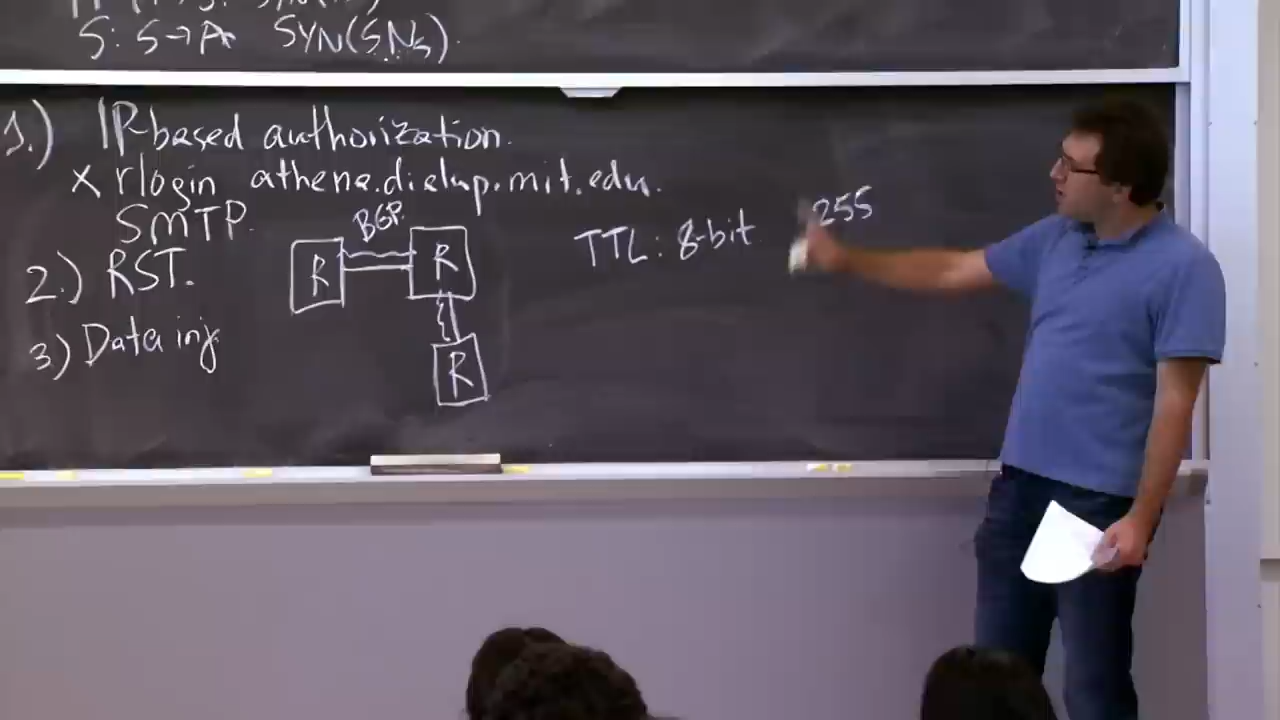 S: S→A SYN(SNs).
1.) IP-based authorization.
x rlogin athena.dialup.mit.edu.
SMTP.
2.) RST.
3) Data inj
BGP.
R
R
R
TTL: 8-bit
255